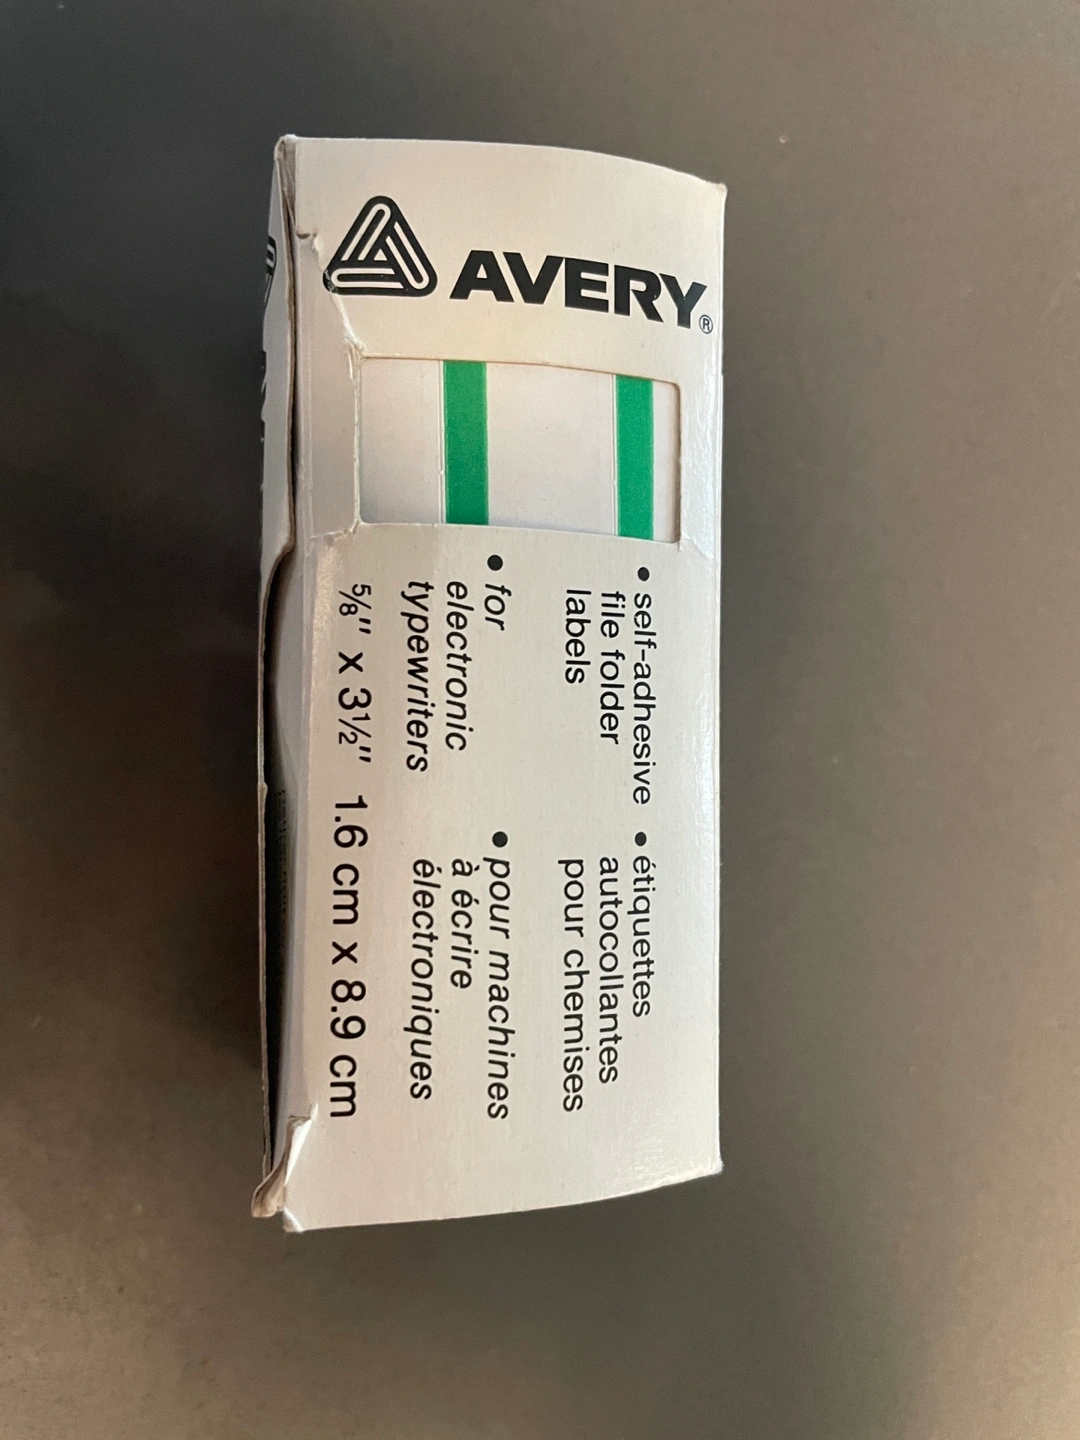 AVERY®
• self-adhesive
file folder
labels
• for
electronic
typewriters
• étiquettes
autocollantes
pour chemises
• pour machines
à écrire
électroniques
5/8" x 3½" 1.6 cm x 8.9 cm